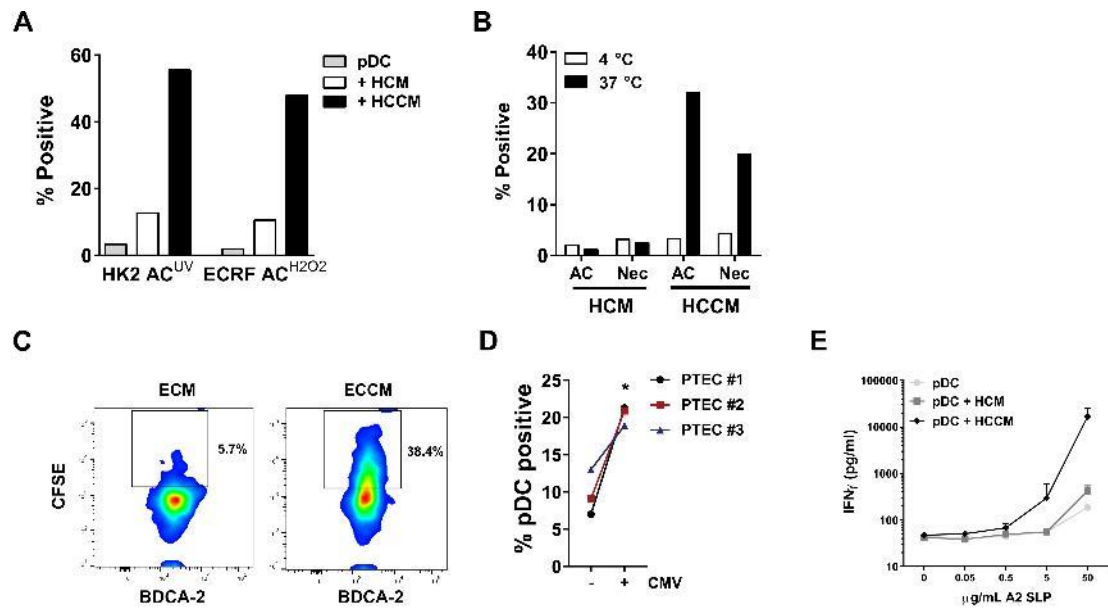 A
60
40
20
0
% Positive
pDC
+ HCM
+ HCCM
HK2 AC^UV
ECRF AC^H2O2
B
40
30
20
10
0
% Positive
4 °C
37 °C
AC Nec AC Nec
HCM HCCM
C
ECM
ECCM
5.7%
38.4%
CFSE
BDCA-2
BDCA-2
D
25
20
15
10
5
0
% pDC positive
*
PTEC #1
PTEC #2
PTEC #3
- + CMV
E
pDC
pDC + HCM
pDC + HCCM
100000
10000
1000
100
10
IFNγ (pg/ml)
0 0.05 0.5 5 50
μg/mL A2 SLP